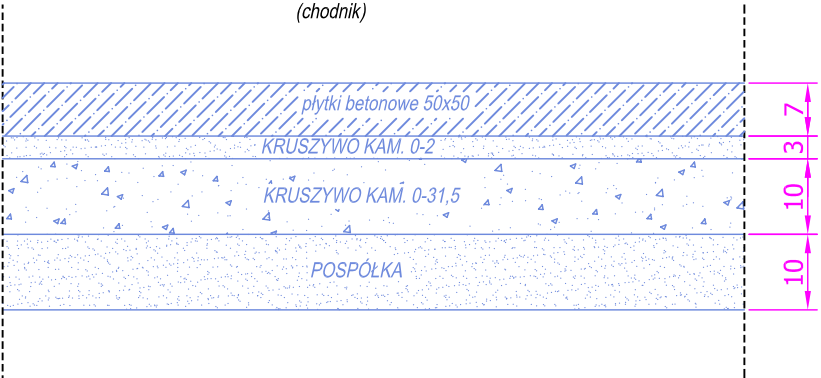 (chodnik)
płytki betonowe 50x50
7
KRUSZYWO KAM. 0-2
3
KRUSZYWO KAM. 0-31,5
10
POSPÓŁKA
10